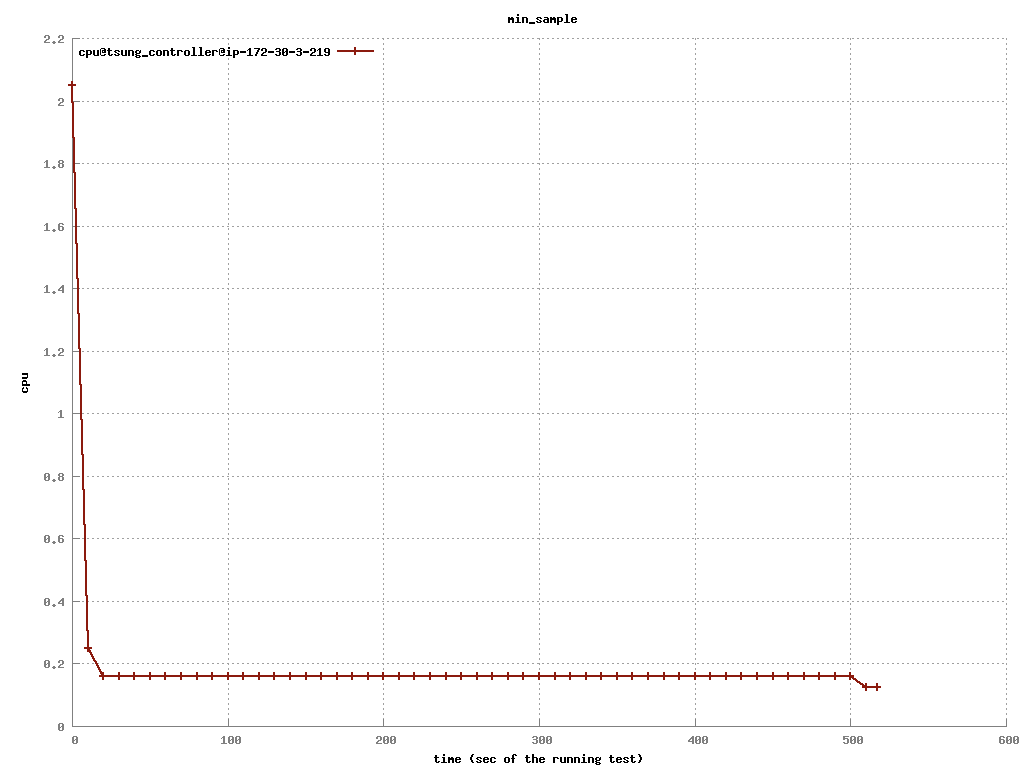 min_sample
cpu@tsung_controller@ip-172-30-3-219
2.2
2
1.8
1.6
1.4
1.2
1
0.8
0.6
0.4
0.2
0
cpu
0 100 200 300 400 500 600
time (sec of the running test)